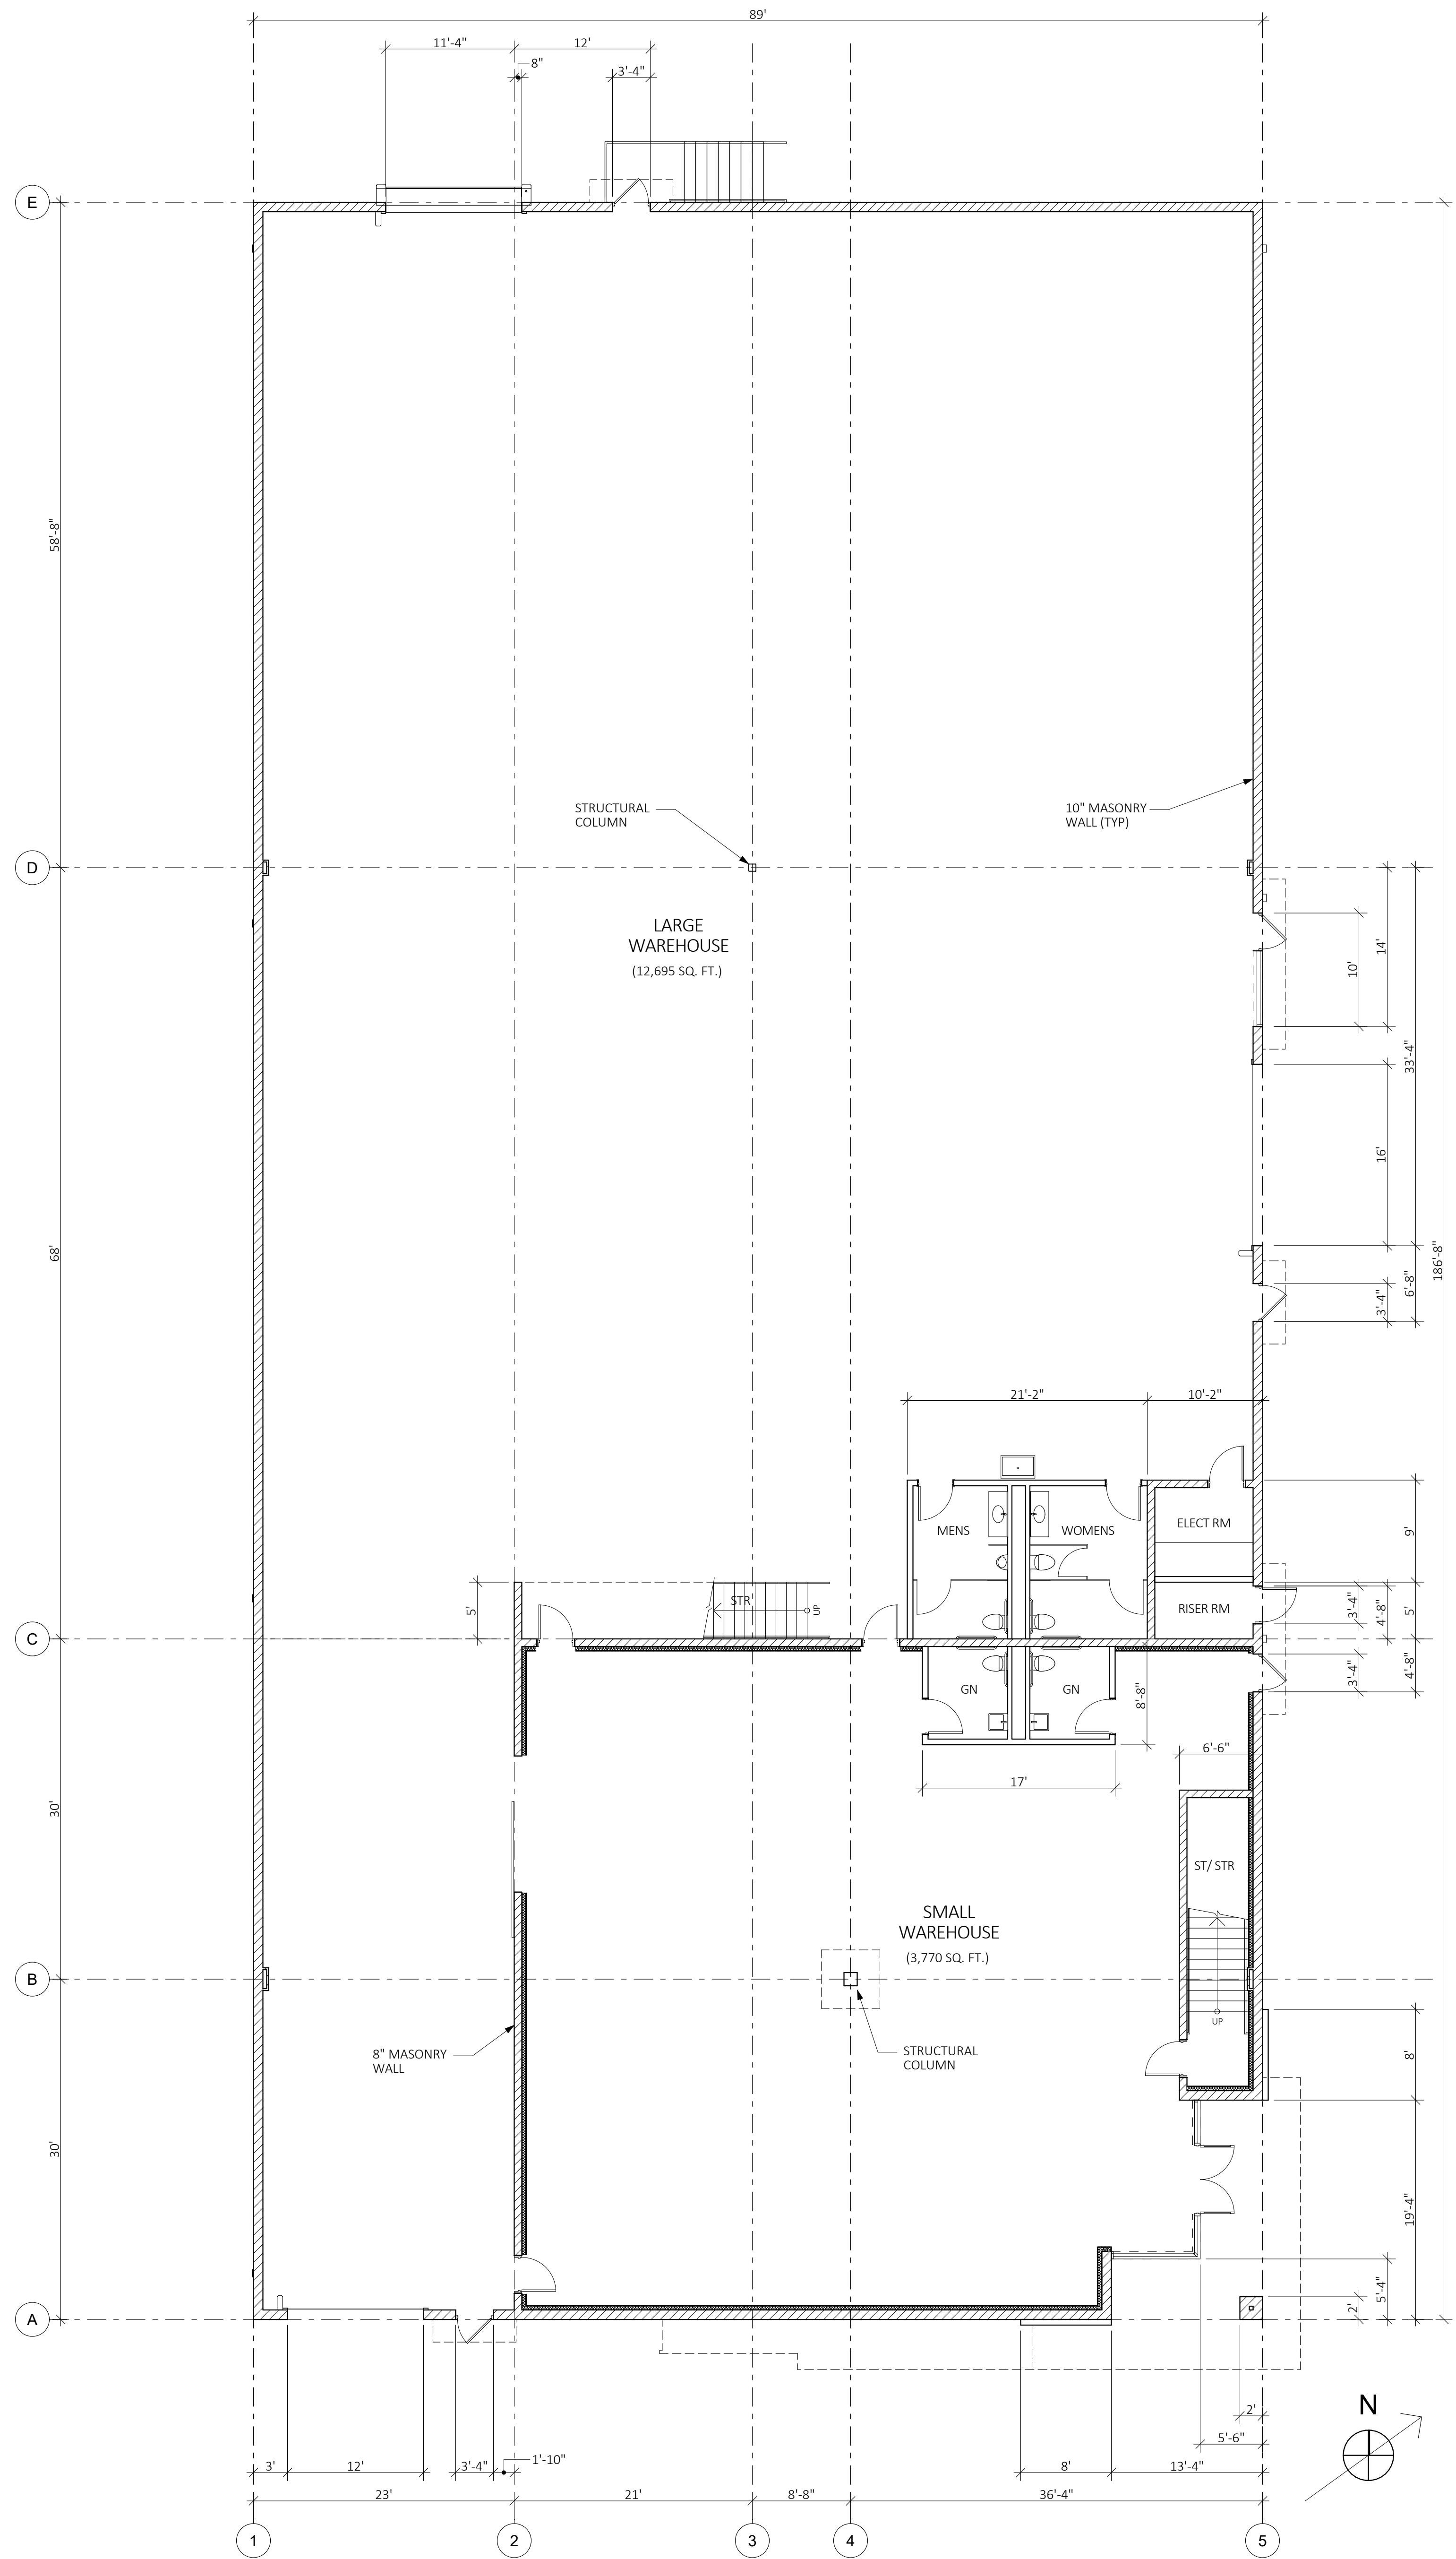 89'
11'-4"
12'
8"
3'-4"
E
58'-8"
STRUCTURAL
COLUMN
10" MASONRY
WALL (TYP)
D
LARGE
WAREHOUSE
(12,695 SQ. FT.)
14'
10'
33'-4"
16'
68'
186'-8"
6'-8"
3'-4"
21'-2"
10'-2"
MENS
WOMENS
ELECT RM
9'
STR
UP
RISER RM
5'
3'-4"
4'-8"
5'
C
GN
GN
8'-8"
3'-4"
4'-8"
6'-6"
17'
30'
ST/ STR
SMALL
WAREHOUSE
(3,770 SQ. FT.)
B
UP
8" MASONRY
WALL
STRUCTURAL
COLUMN
8'
30'
19'-4"
5'-4"
2'
A
N
2'
5'-6"
3'
12'
3'-4"
1'-10"
8'
13'-4"
23'
21'
8'-8"
36'-4"
1
2
3
4
5